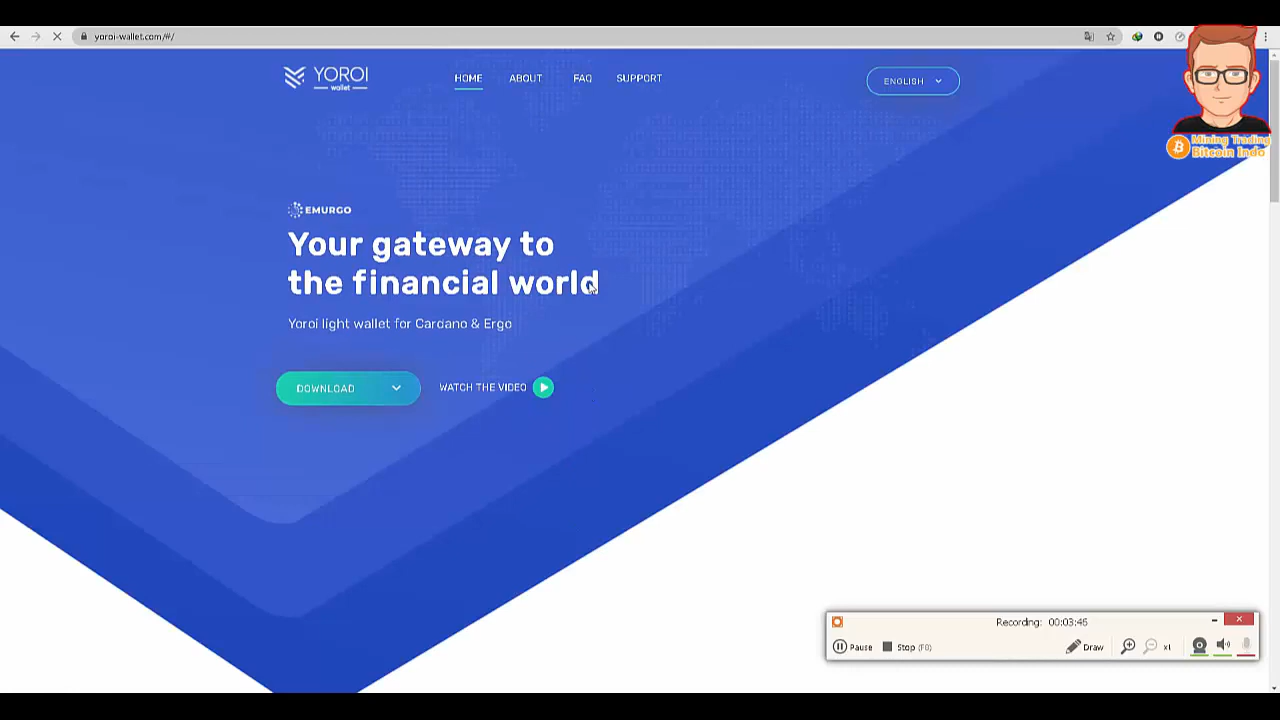 yoroi-wallet.com/#/
YOROI
wallet
HOME
ABOUT
FAQ
SUPPORT
ENGLISH
Mining Trading
Bitcoin Indo
EMURGO
Your gateway to
the financial world
Yoroi light wallet for Cardano & Ergo
DOWNLOAD
WATCH THE VIDEO
Recording: 00:03:45
Pause
Stop (F8)
Draw
x1